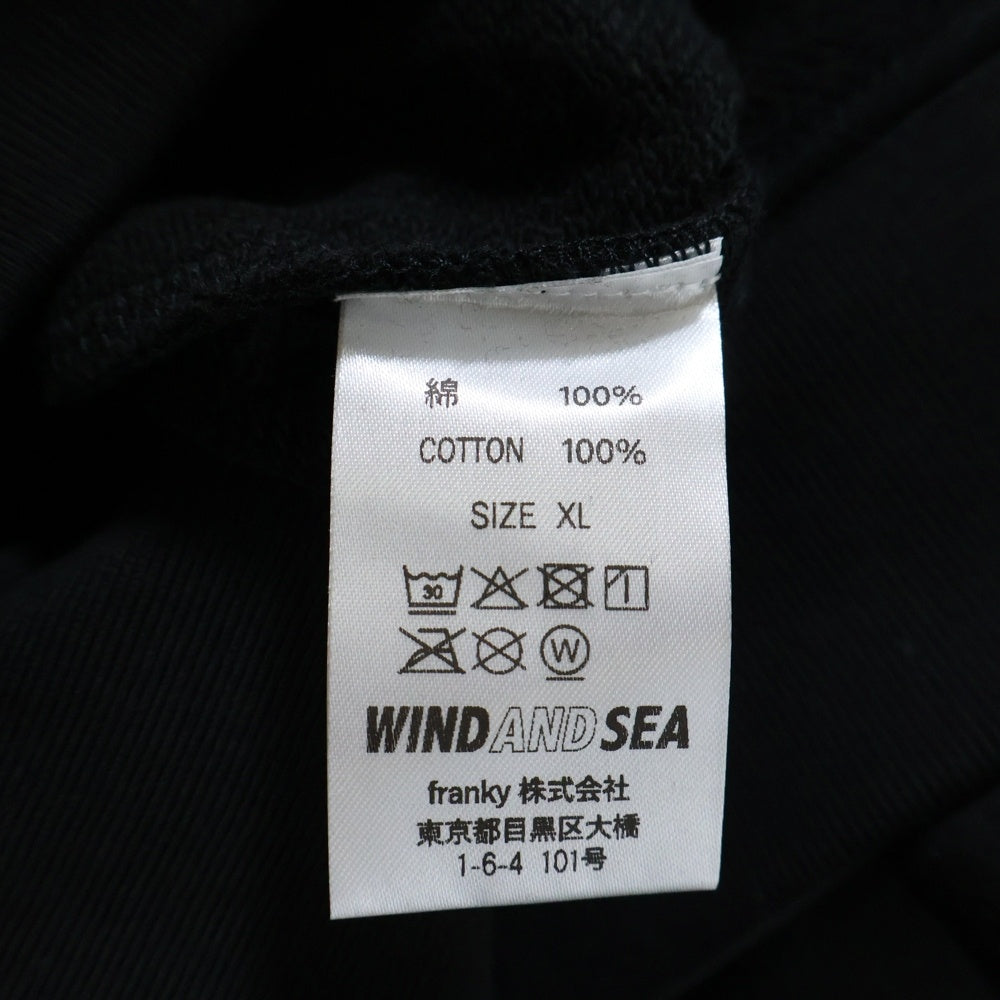 綿 100%
COTTON 100%
SIZE XL
30
W
WINDANDSEA
franky 株式会社
東京都目黒区大橋
1-6-4 101号